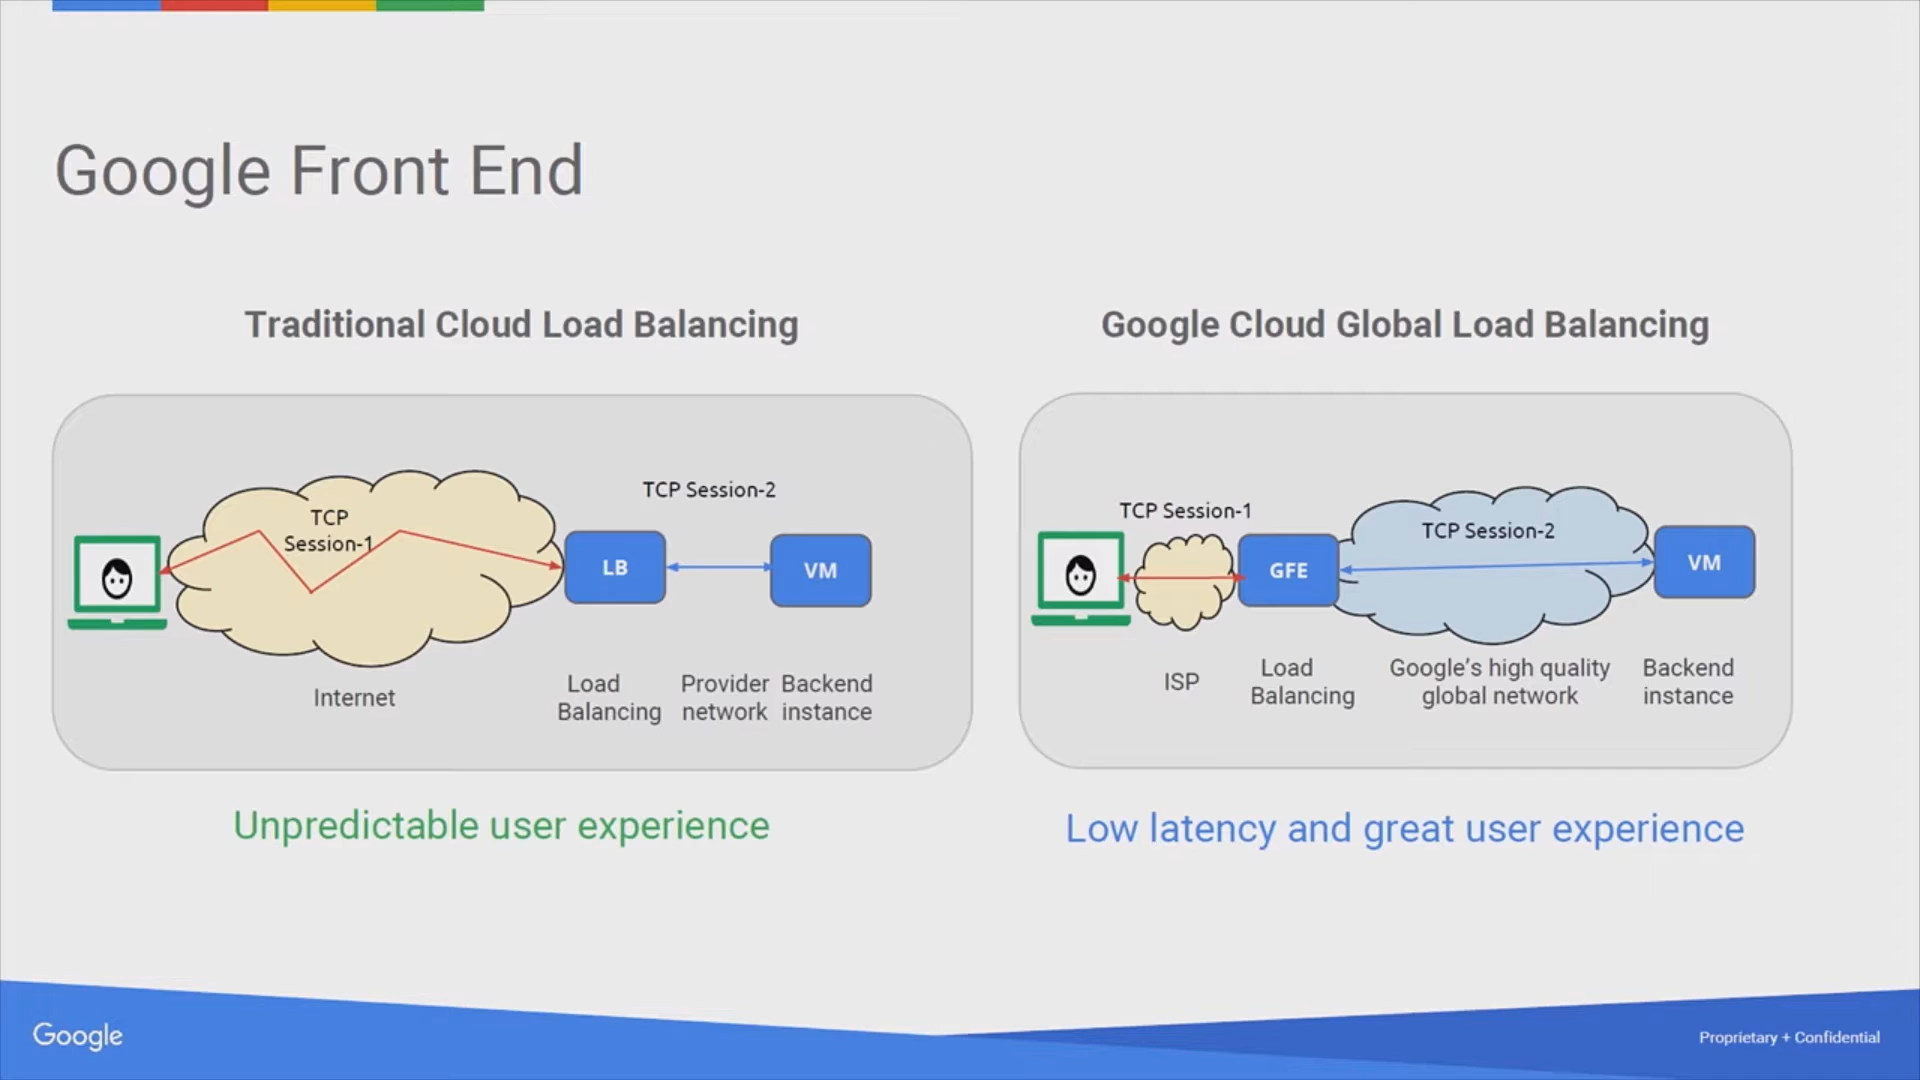 Google Front End
Traditional Cloud Load Balancing
TCP
Session-1
TCP Session-2
LB
VM
Internet
Load
Balancing
Provider
network
Backend
instance
Unpredictable user experience
Google Cloud Global Load Balancing
TCP Session-1
TCP Session-2
GFE
VM
ISP
Load
Balancing
Google's high quality
global network
Backend
instance
Low latency and great user experience
Google
Proprietary + Confidential